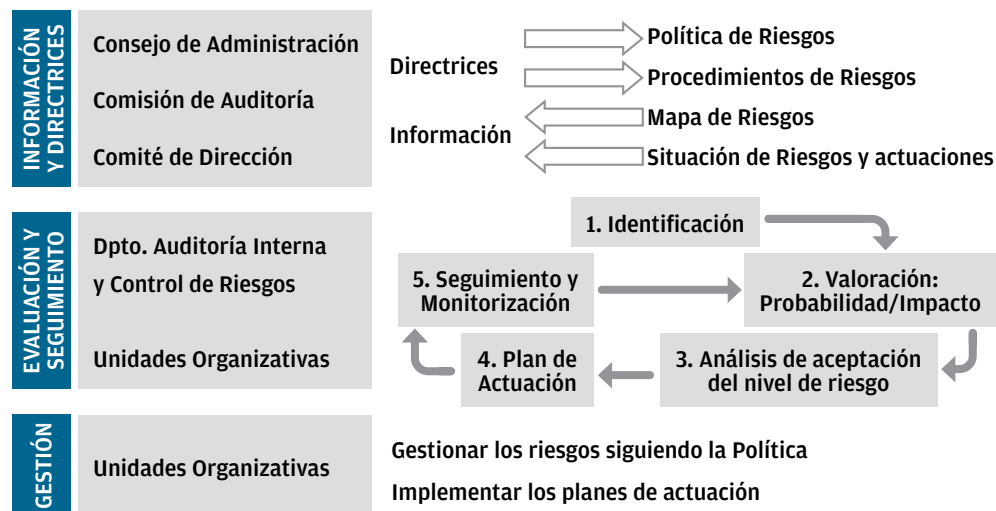 INFORMACIÓN
Y DIRECTRICES
Consejo de Administración
Comisión de Auditoría
Comité de Dirección
Directrices
Información
Política de Riesgos
Procedimientos de Riesgos
Mapa de Riesgos
Situación de Riesgos y actuaciones
EVALUACIÓN Y
SEGUIMIENTO
Dpto. Auditoría Interna
y Control de Riesgos
Unidades Organizativas
1. Identificación
2. Valoración:
Probabilidad/Impacto
3. Análisis de aceptación
del nivel de riesgo
4. Plan de
Actuación
5. Seguimiento y
Monitorización
GESTIÓN
Unidades Organizativas
Gestionar los riesgos siguiendo la Política
Implementar los planes de actuación